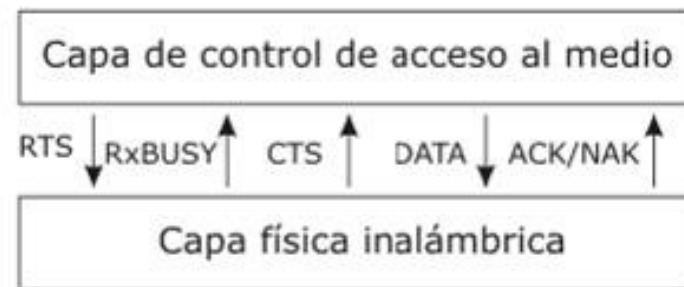 Capa de control de acceso al medio
RTS RxBUSY CTS DATA ACK/NAK
Capa física inalámbrica